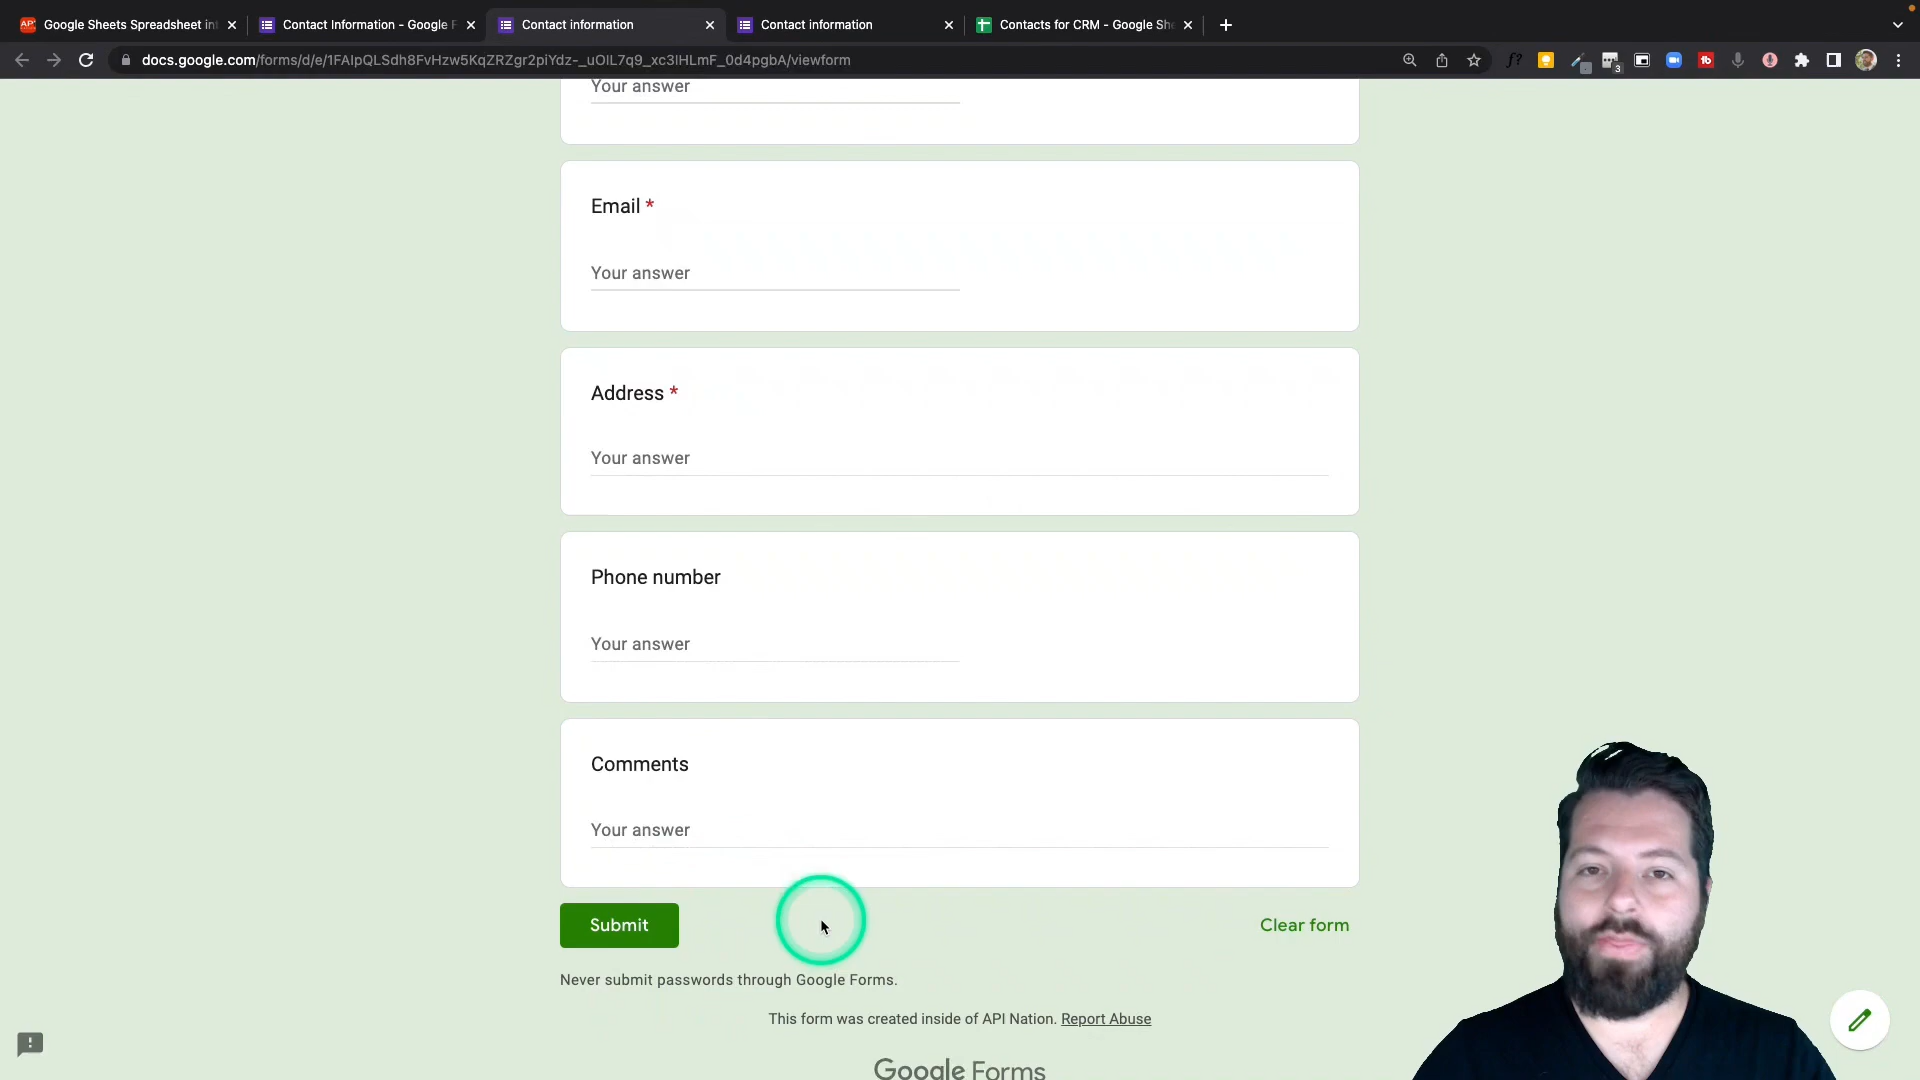 Google Sheets Spreadsheet in
Contact Information - Google F
Contact information
Contact information
Contacts for CRM - Google She
docs.google.com/forms/d/e/1FAIpQLSdh8FvHzw5KqZRZgr2piYdz-_uOIL7q9_xc3lHLmF_0d4pgbA/viewform
f?
3
Your answer
Email *
Your answer
Address *
Your answer
Phone number
Your answer
Comments
Your answer
Submit
Clear form
Never submit passwords through Google Forms.
This form was created inside of API Nation. Report Abuse
Google Forms